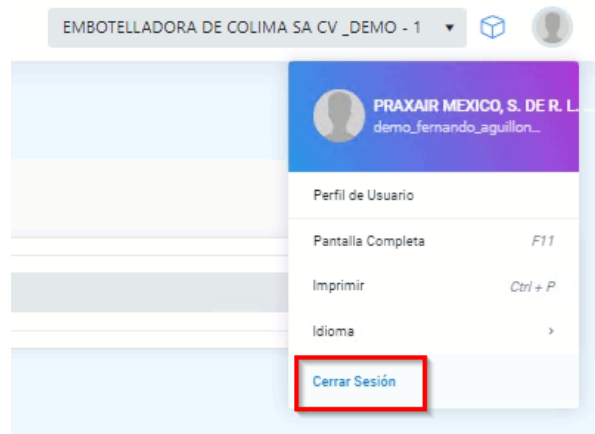 EMBOTELLADORA DE COLIMA SA CV _DEMO - 1
PRAXAIR MEXICO, S. DE R. L....
demo_fernando_aguillon...
Perfil de Usuario
Pantalla Completa F11
Imprimir Ctrl + P
Idioma
Cerrar Sesión